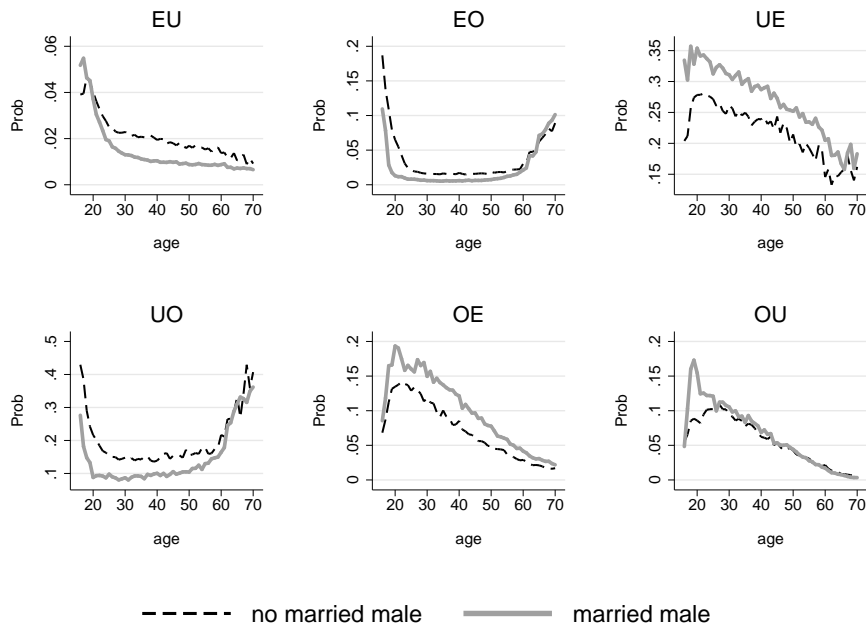 EU
Prob
0 .02 .04 .06
20 30 40 50 60 70
age
EO
Prob
0 .05 .1 .15 .2
20 30 40 50 60 70
age
UE
Prob
.15 .2 .25 .3 .35
20 30 40 50 60 70
age
UO
Prob
.1 .2 .3 .4 .5
20 30 40 50 60 70
age
OE
Prob
0 .05 .1 .15 .2
20 30 40 50 60 70
age
OU
Prob
0 .05 .1 .15 .2
20 30 40 50 60 70
age
no married male
married male